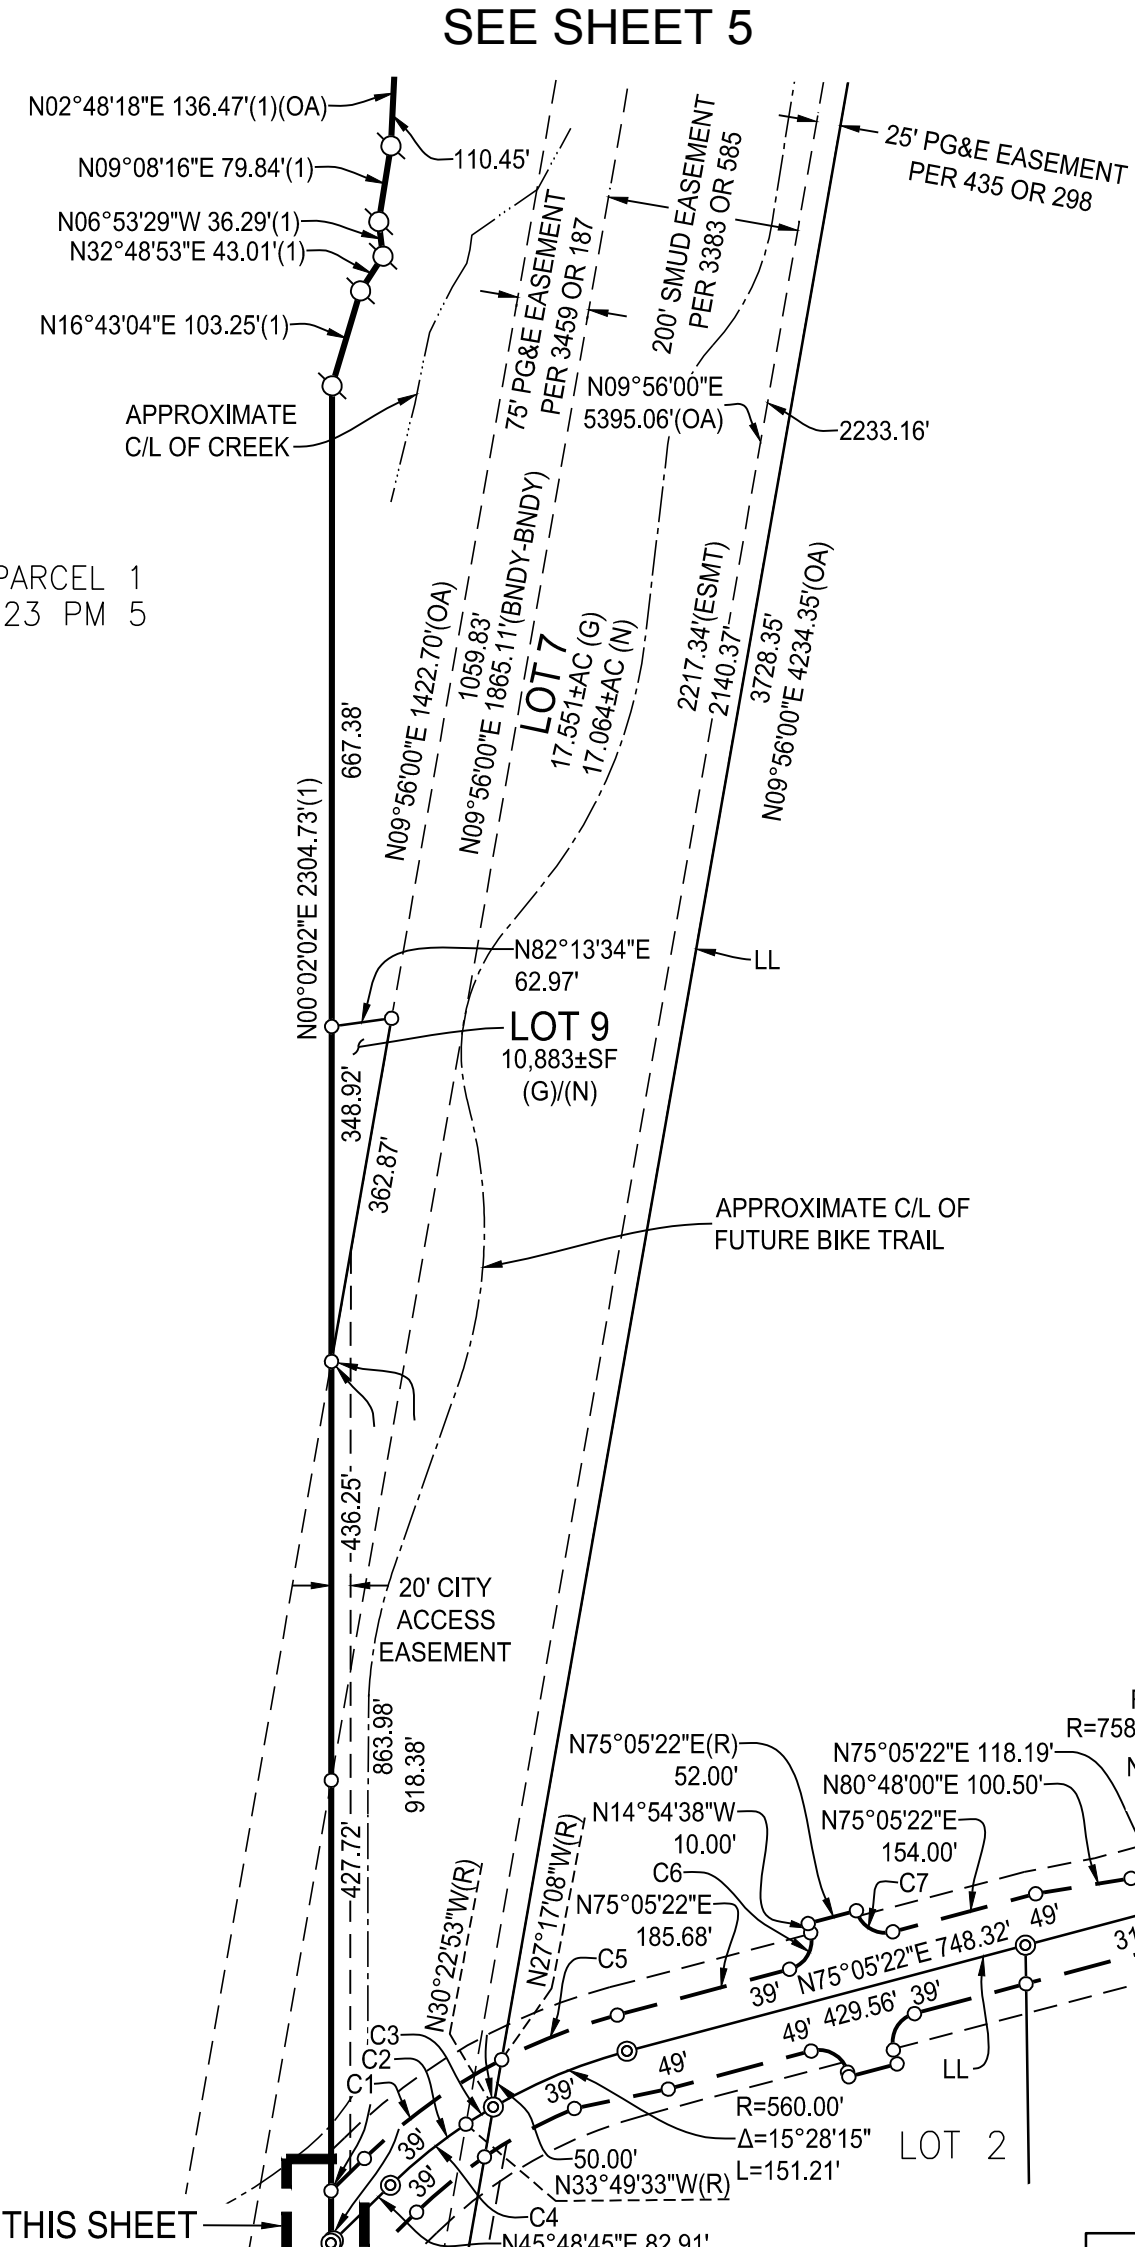 SEE SHEET 5
N02°48'18"E 136.47'(1)(OA)
110.45'
N09°08'16"E 79.84'(1)
N06°53'29"W 36.29'(1)
N32°48'53"E 43.01'(1)
N16°43'04"E 103.25'(1)
25' PG&E EASEMENT
PER 435 OR 298
200' SMUD EASEMENT
PER 3383 OR 585
75' PG&E EASEMENT
PER 3459 OR 187
APPROXIMATE
C/L OF CREEK
N09°56'00"E
5395.06'(OA)
2233.16'
PARCEL 1
23 PM 5
667.38'
N00°02'02"E 2304.73'(1)
N09°56'00"E 1422.70'(OA)
1059.83'
N09°56'00"E 1865.11'(BNDY-BNDY)
LOT 7
17.551±AC (G)
17.064±AC (N)
2217.34'(ESMT)
2140.37'
3728.35'
N09°56'00"E 4234.35'(OA)
N82°13'34"E
62.97'
LL
LOT 9
10,883±SF
(G)/(N)
348.92'
362.87'
APPROXIMATE C/L OF
FUTURE BIKE TRAIL
436.25'
20' CITY
ACCESS
EASEMENT
863.98'
918.38'
427.72'
N75°05'22"E(R)
52.00'
N14°54'38"W
10.00'
C6
N75°05'22"E
185.68'
C5
R=758
N75°05'22"E 118.19'
N80°48'00"E 100.50'
N75°05'22"E
154.00'
C7
N30°22'53"W(R)
N27°17'08"W(R)
39'
N75°05'22"E 748.32'
49'
31
49'
429.56'
39'
LL
C3
C2
C1
39'
39'
39'
49'
R=560.00'
Δ=15°28'15"
L=151.21'
LOT 2
50.00'
N33°49'33"W(R)
C4
N45°48'45"E 82.91'
THIS SHEET